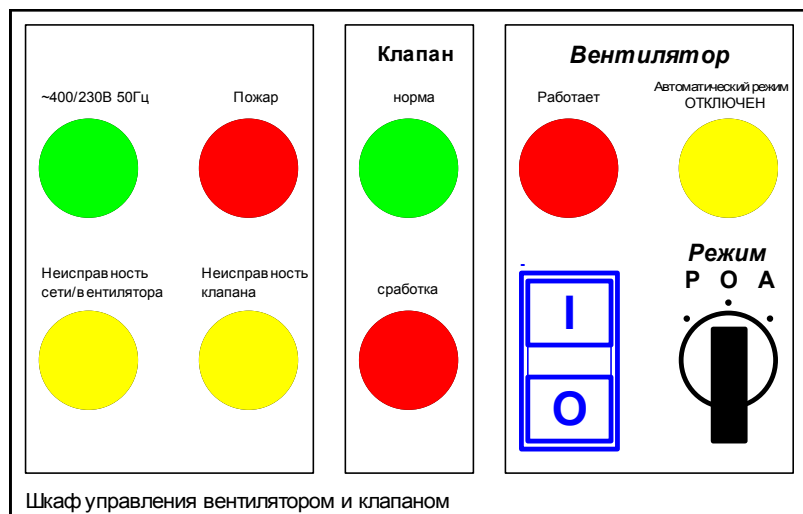 ~400/230В 50Гц
Пожар
Неисправность
сети/вентилятора
Неисправность
клапана
Клапан
норма
сработка
Вентилятор
Работает
Автоматический режим
ОТКЛЮЧЕН
I
O
Режим
Р О А
Шкаф управления вентилятором и клапаном